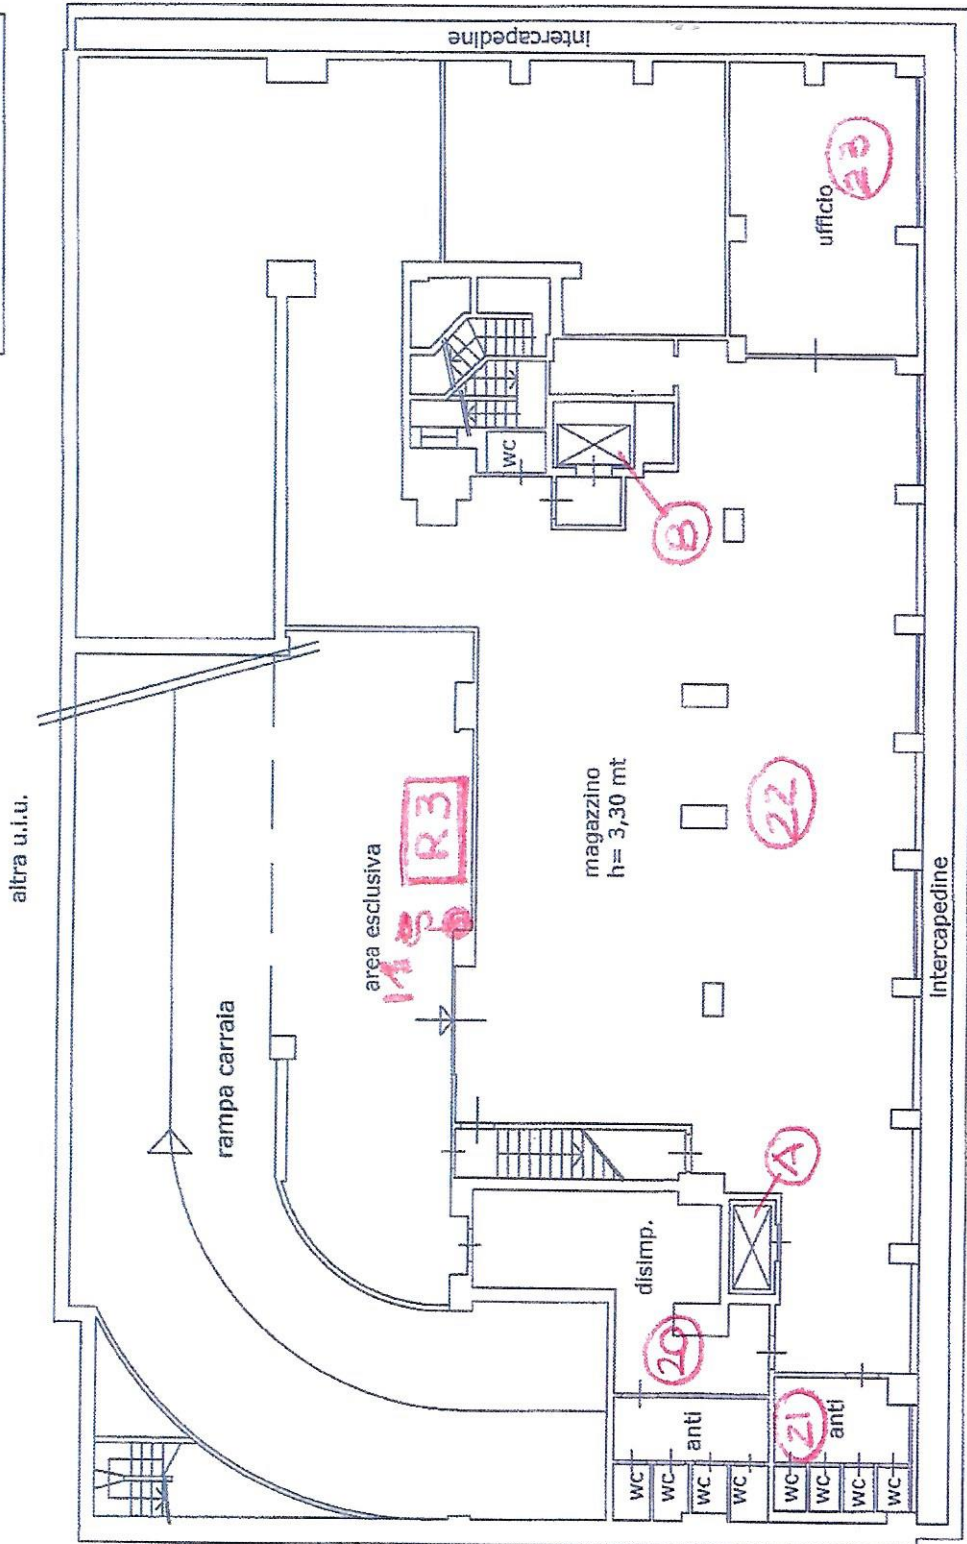 altra u.i.u.
intercapedine
rampa carraia
area esclusiva
R3
magazzino
h= 3,30 mt
22
ufficio
wc
B
A
disimp.
20
anti
21
anti
wc
wc
wc
wc
wc
wc
wc
wc
Intercapedine